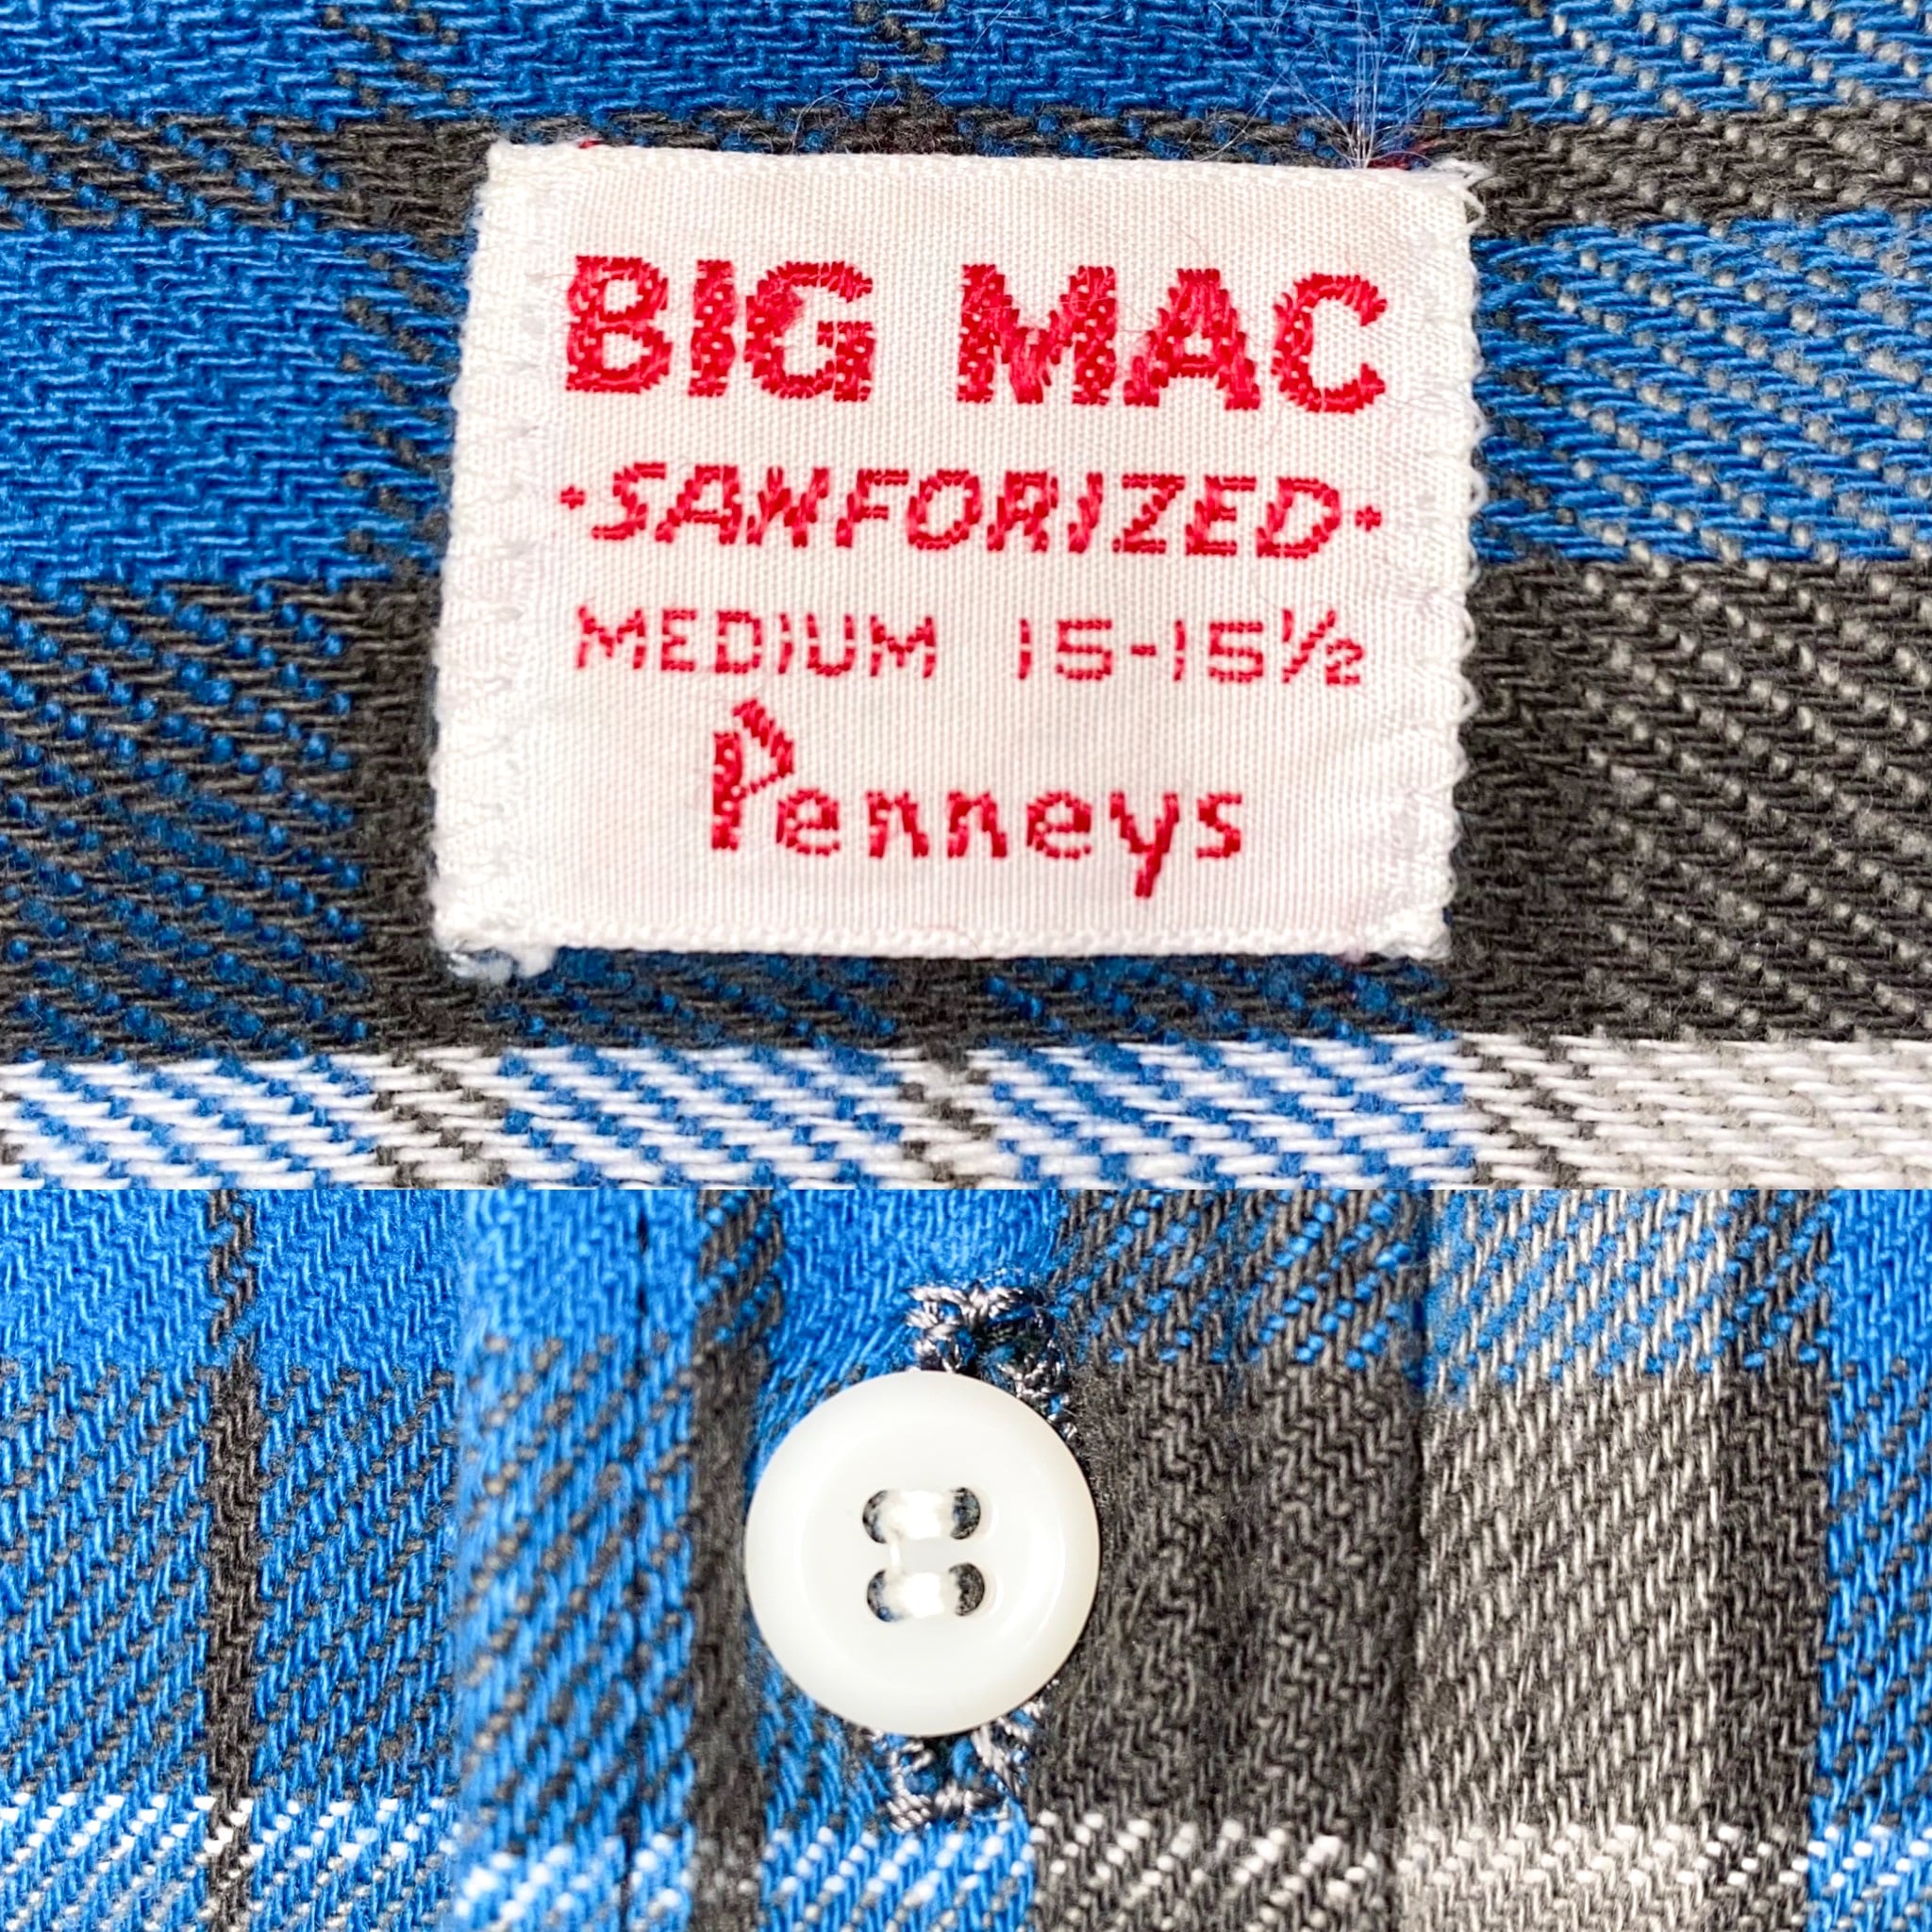 BIG MAC
·SANFORIZED·
MEDIUM 15-15½
Penneys